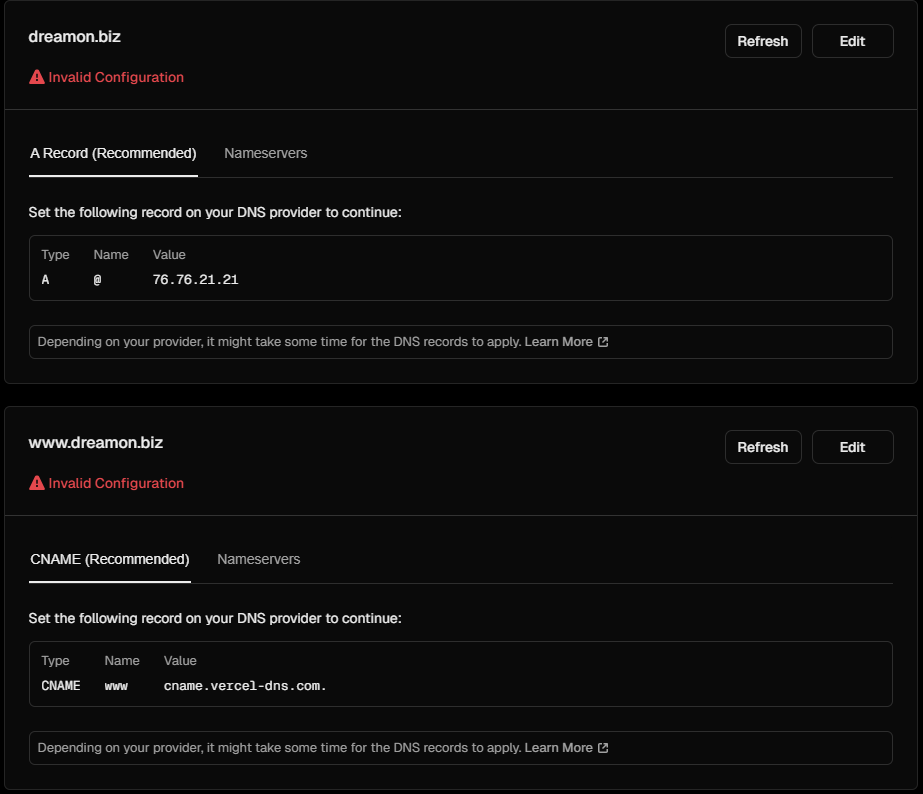 dreamon.biz
Refresh
Edit
Invalid Configuration
A Record (Recommended)
Nameservers
Set the following record on your DNS provider to continue:
Type Name Value
A @ 76.76.21.21
Depending on your provider, it might take some time for the DNS records to apply. Learn More
www.dreamon.biz
Refresh
Edit
Invalid Configuration
CNAME (Recommended)
Nameservers
Set the following record on your DNS provider to continue:
Type Name Value
CNAME www cname.vercel-dns.com.
Depending on your provider, it might take some time for the DNS records to apply. Learn More